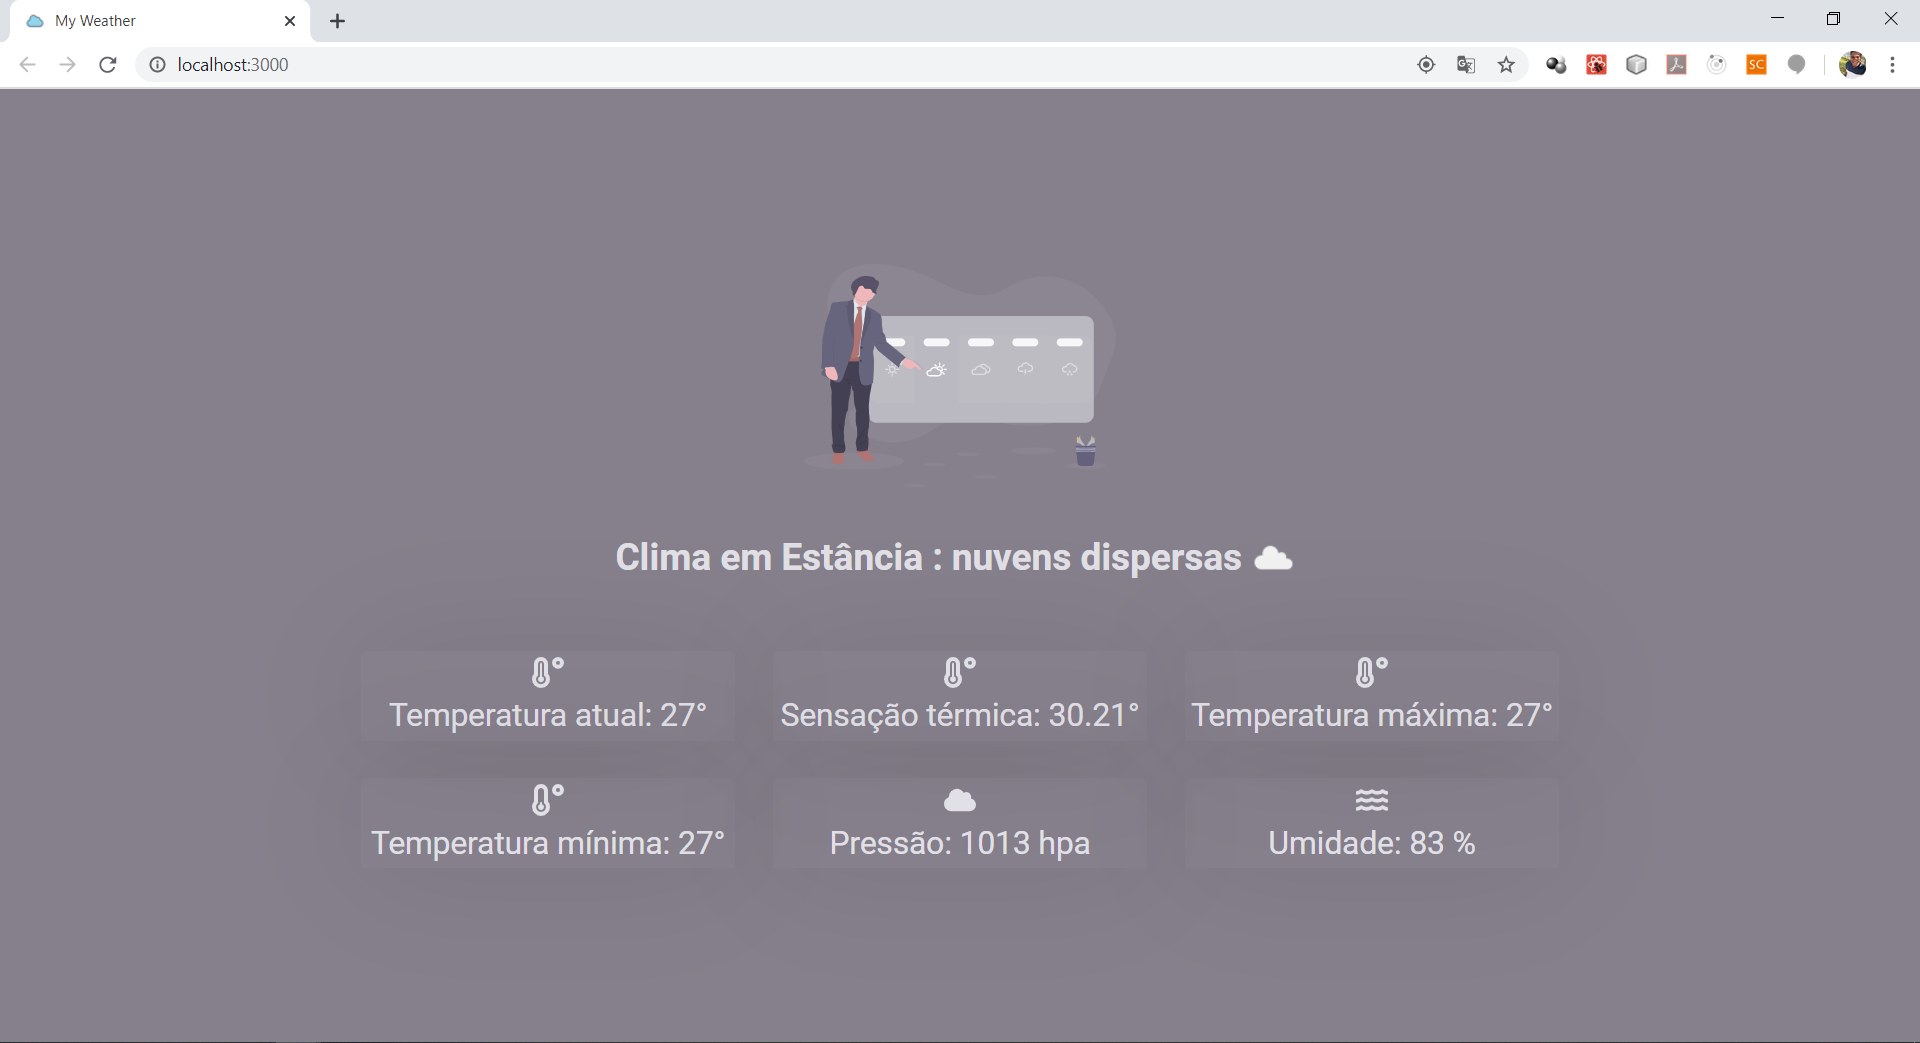 My Weather
localhost:3000
SC
Clima em Estância : nuvens dispersas
Temperatura atual: 27°
Sensação térmica: 30.21°
Temperatura máxima: 27°
Temperatura mínima: 27°
Pressão: 1013 hpa
Umidade: 83 %